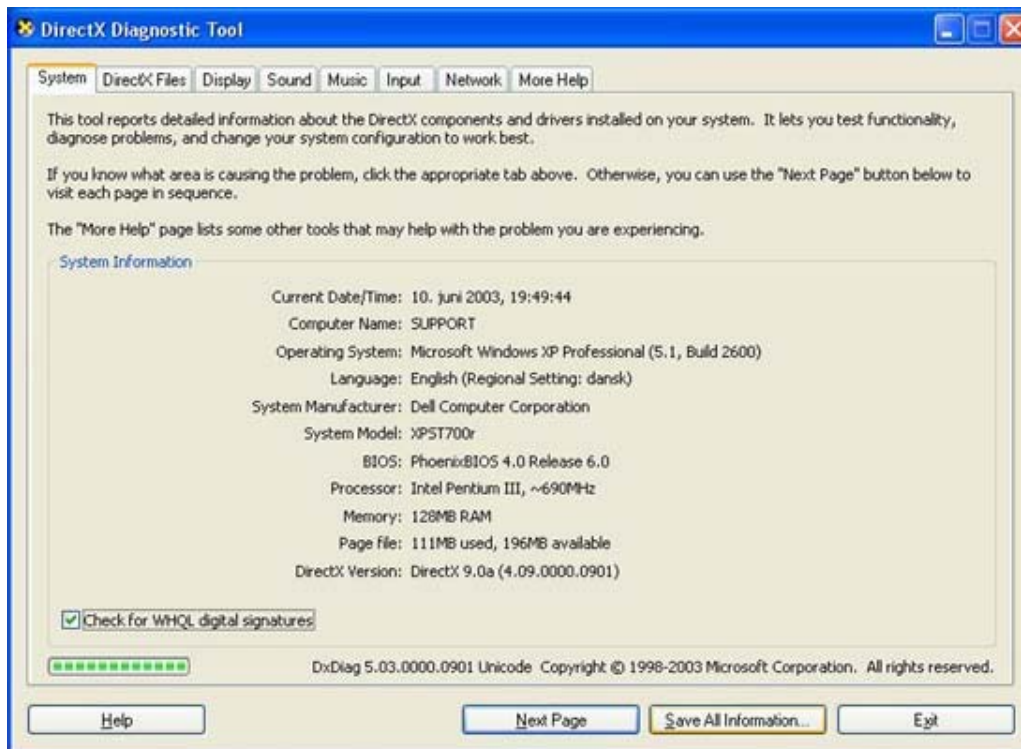 DirectX Diagnostic Tool
System DirectX Files Display Sound Music Input Network More Help
This tool reports detailed information about the DirectX components and drivers installed on your system. It lets you test functionality,
diagnose problems, and change your system configuration to work best.
If you know what area is causing the problem, click the appropriate tab above. Otherwise, you can use the "Next Page" button below to
visit each page in sequence.
The "More Help" page lists some other tools that may help with the problem you are experiencing.
System Information
Current Date/Time: 10. juni 2003, 19:49:44
Computer Name: SUPPORT
Operating System: Microsoft Windows XP Professional (5.1, Build 2600)
Language: English (Regional Setting: dansk)
System Manufacturer: Dell Computer Corporation
System Model: XPST700r
BIOS: PhoenixBIOS 4.0 Release 6.0
Processor: Intel Pentium III, ~690MHz
Memory: 128MB RAM
Page file: 111MB used, 196MB available
DirectX Version: DirectX 9.0a (4.09.0000.0901)
Check for WHQL digital signatures
DxDiag 5.03.0000.0901 Unicode Copyright © 1998-2003 Microsoft Corporation. All rights reserved.
Help Next Page Save All Information... Exit